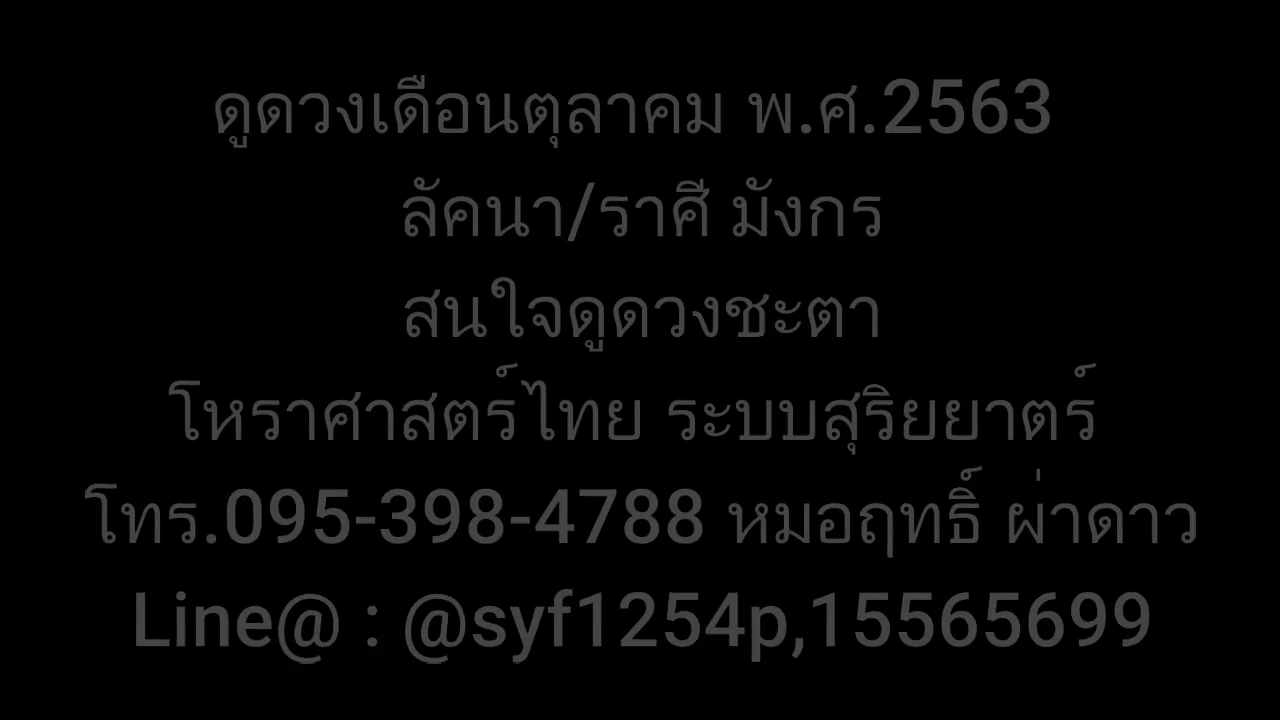 ดูดวงเดือนตุลาคม พ.ศ.2563
ลัคนา/ราศี มังกร
สนใจดูดวงชะตา
โหราศาสตร์ไทย ระบบสุริยยาตร์
โทร.095-398-4788 หมอฤทธิ์ ผ่าดาว
Line@ : @syf1254p,15565699